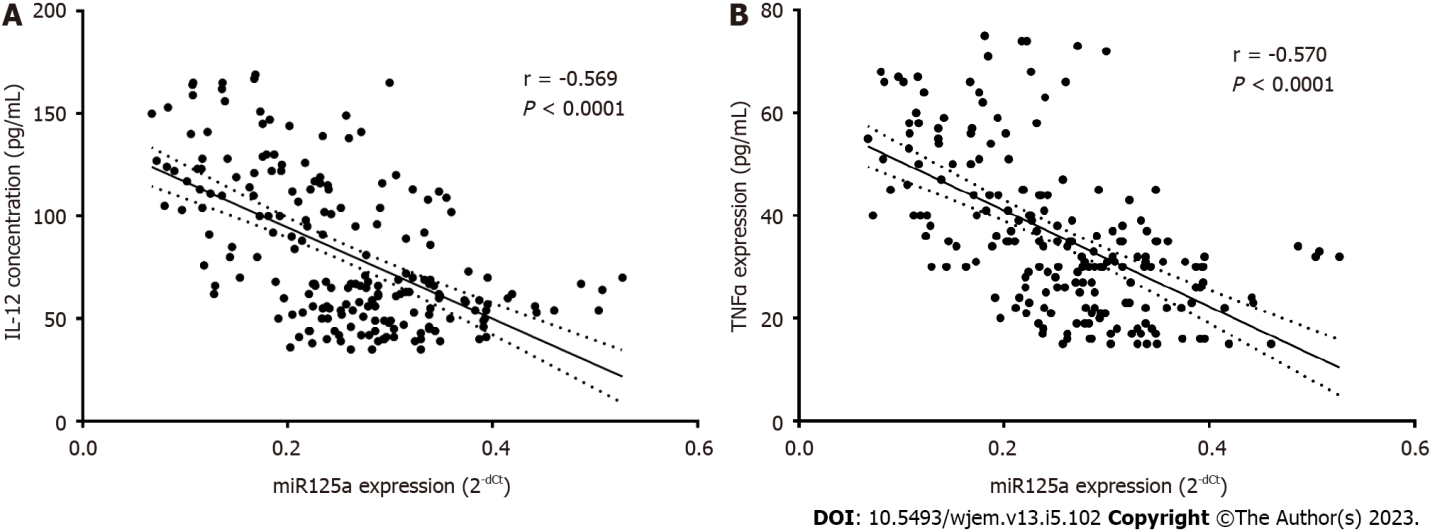 A
IL-12 concentration (pg/mL)
200
150
100
50
0
r = -0.569
P < 0.0001
0.0 0.2 0.4 0.6
miR125a expression (2^-dCt)
B
TNFα expression (pg/mL)
80
60
40
20
0
r = -0.570
P < 0.0001
0.0 0.2 0.4 0.6
miR125a expression (2^-dCt)
DOI: 10.5493/wjem.v13.i5.102 Copyright ©The Author(s) 2023.